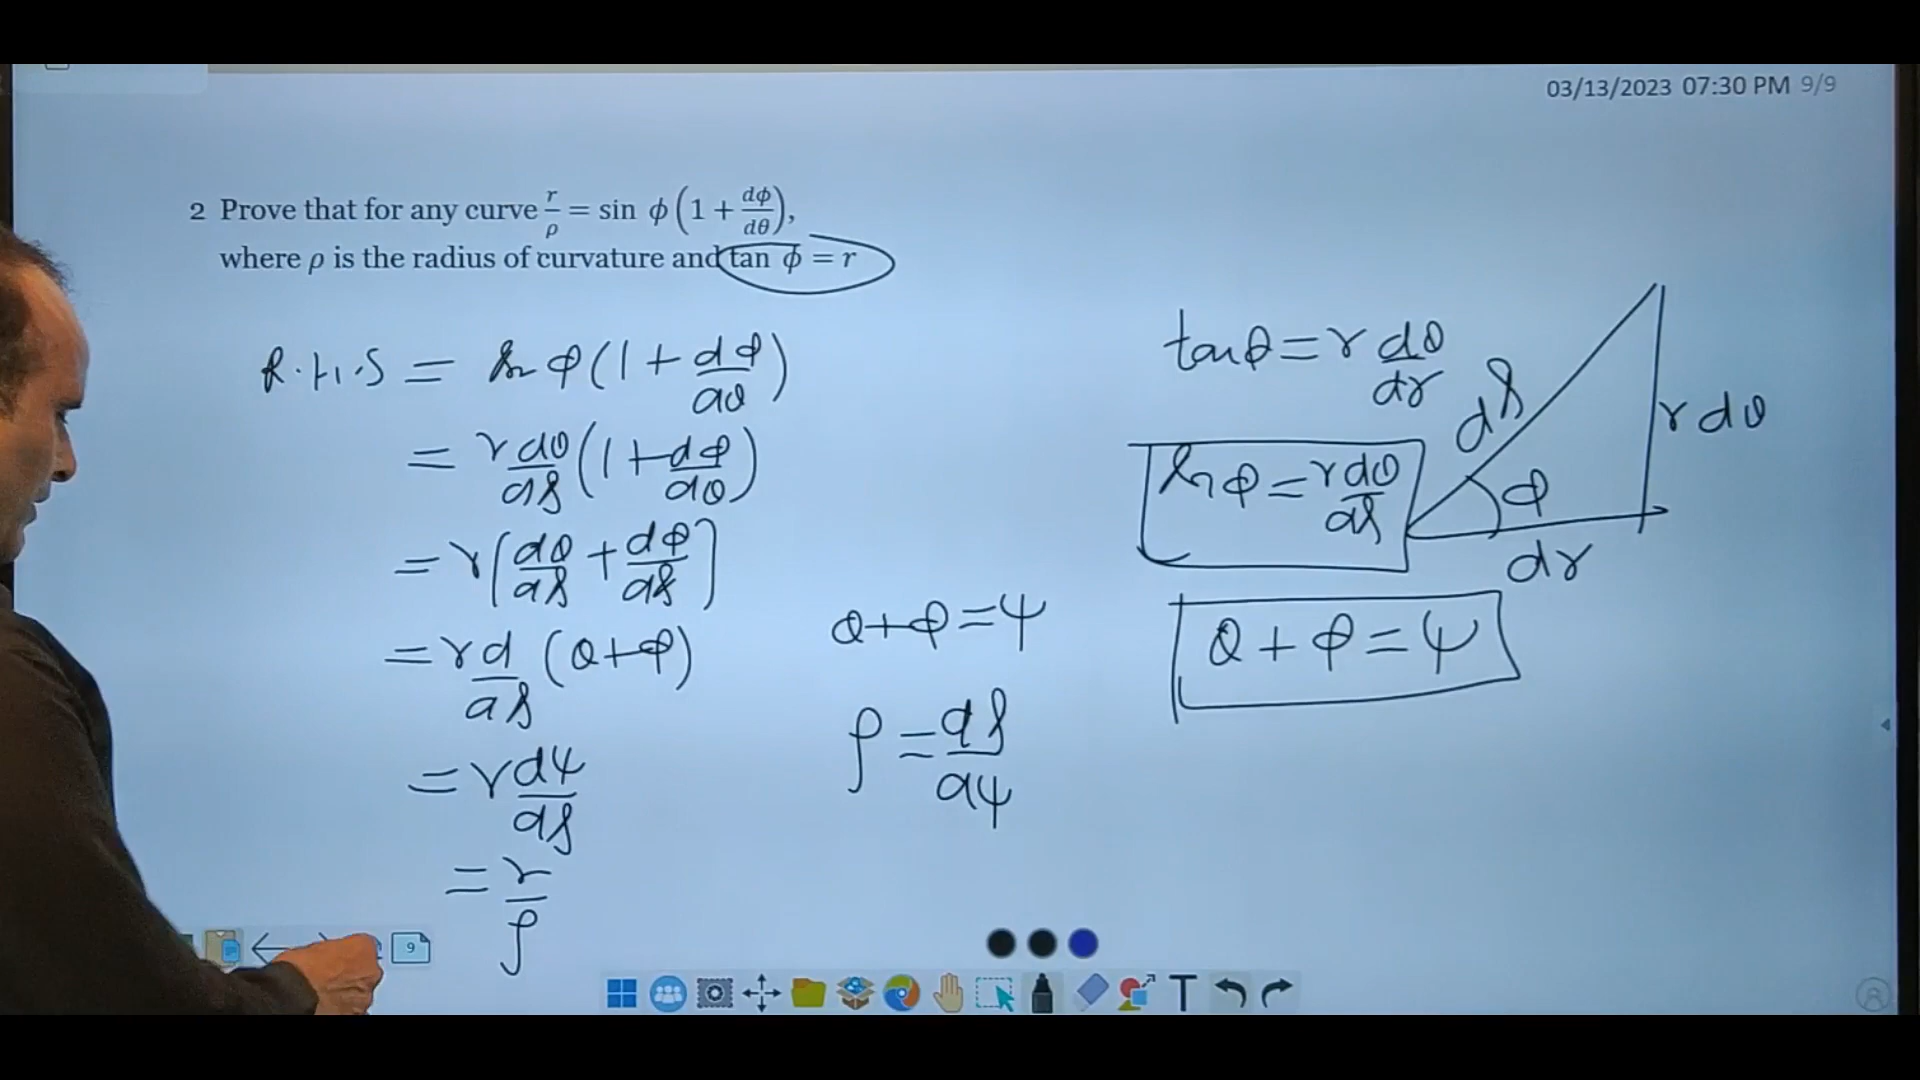 03/13/2023 07:30 PM 9/9
2 Prove that for any curve r/ρ = sin ϕ (1 + dϕ/dθ),
where ρ is the radius of curvature and tan ϕ = r
R.H.S = sin ϕ (1 + dϕ/dθ)
= r dθ/ds (1 + dϕ/dθ)
= r [dθ/ds + dϕ/ds]
= r d/ds (θ + ϕ)
= r dψ/ds
= r/ρ
θ + ϕ = ψ
ρ = ds/dψ
tan ϕ = r dθ/dr
sin ϕ = r dθ/ds
θ + ϕ = ψ
ds
r dθ
ϕ
dr
9
T